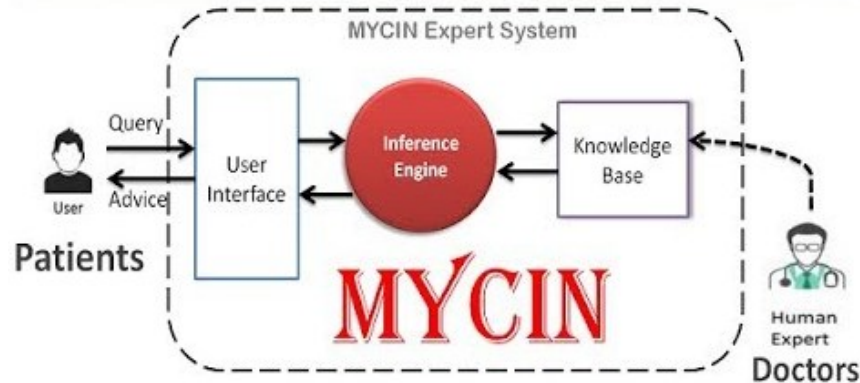 MYCIN Expert System
Query
Advice
User
Patients
User
Interface
Inference
Engine
Knowledge
Base
MYCIN
Human
Expert
Doctors